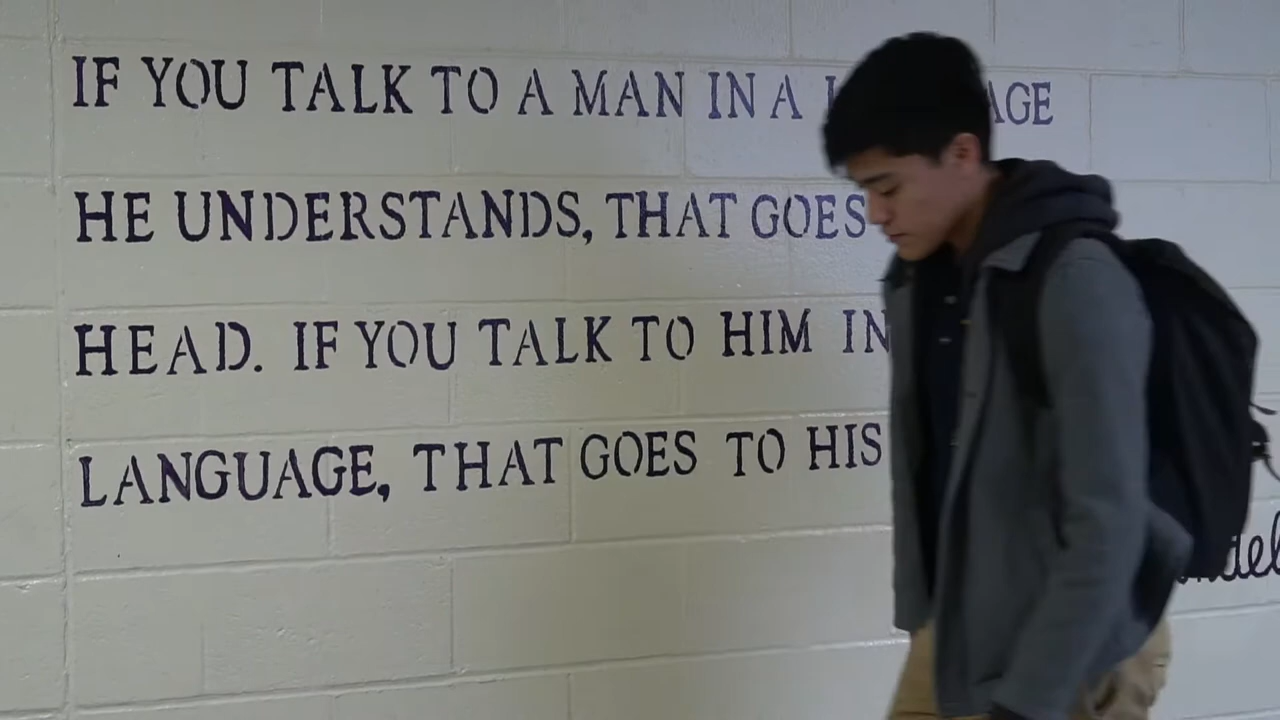 IF YOU TALK TO A MAN IN A
HE UNDERSTANDS, THAT GOES
HEAD. IF YOU TALK TO HIM IN
LANGUAGE, THAT GOES TO HIS